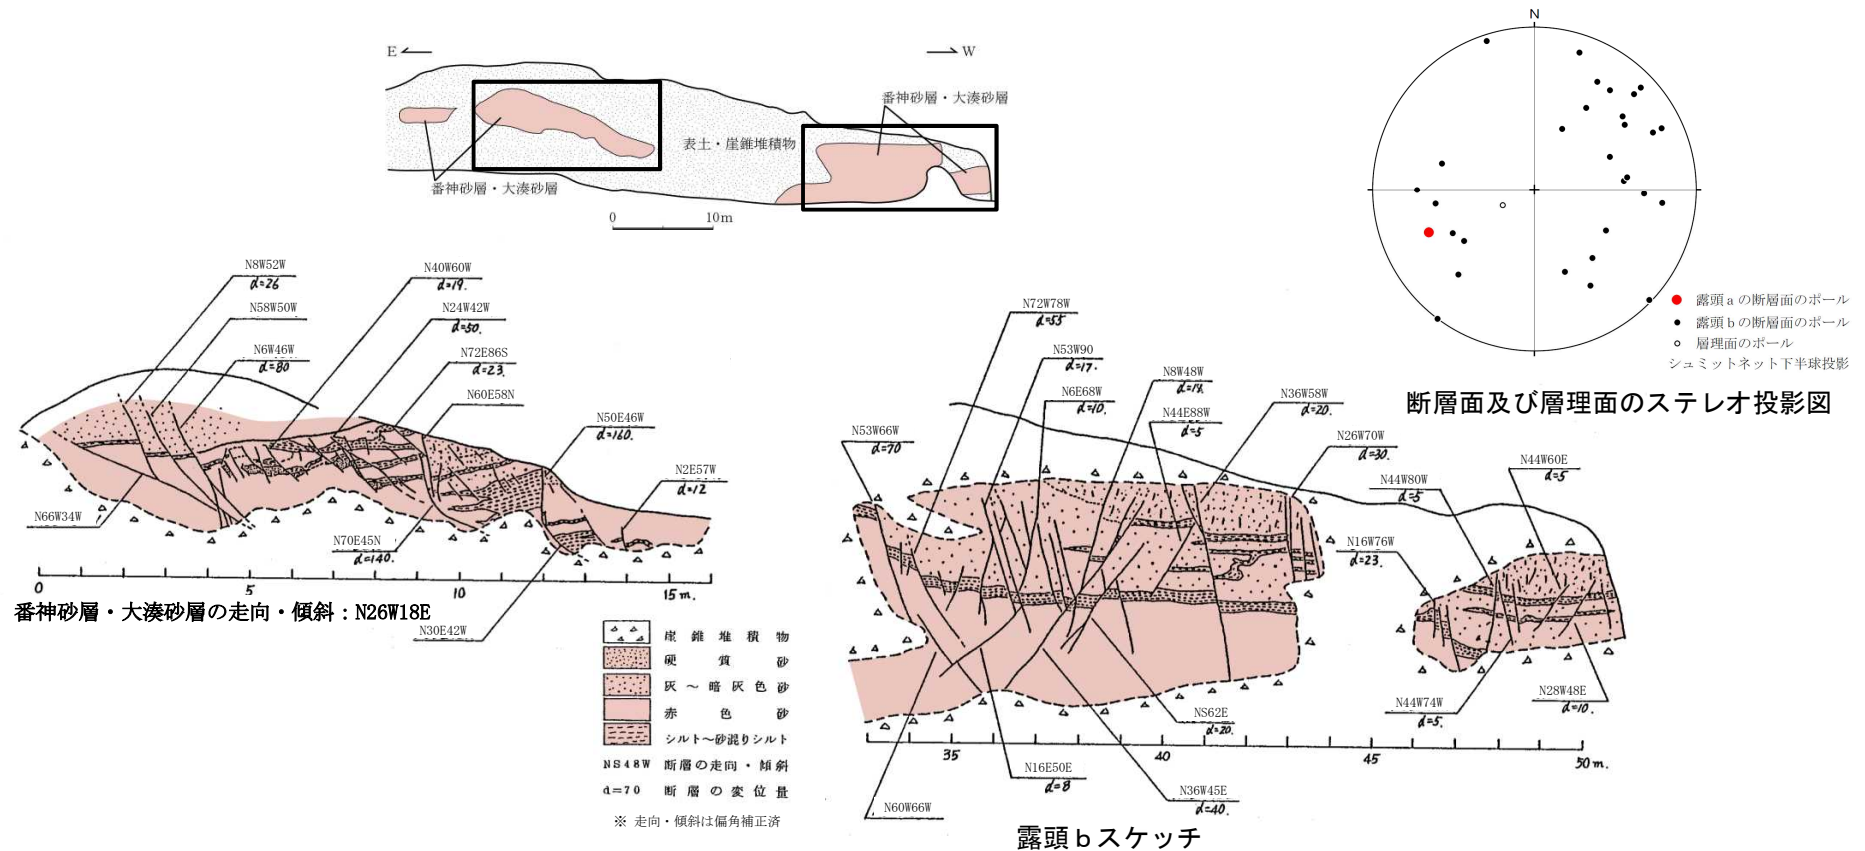 E
W
番神砂層・大湊砂層
表土・崖錐堆積物
番神砂層・大湊砂層
0 10m
N
露頭aの断層面のポール
露頭bの断層面のポール
層理面のポール
シュミットネット下半球投影
断層面及び層理面のステレオ投影図
N8W52W
d=26
N58W50W
N6W46W
d=80
N40W60W
d=19.
N24W42W
d=50.
N72E86S
d=23.
N60E58N
N50E46W
d=160.
N2E57W
d=12
N66W34W
N70E45N
d=140.
N30E42W
0 5 10 15m.
番神砂層・大湊砂層の走向・傾斜：N26W18E
崖錐堆積物
硬質砂
灰～暗灰色砂
赤色砂
シルト～砂混りシルト
NS48W 断層の走向・傾斜
d=70 断層の変位量
※ 走向・傾斜は偏角補正済
N72W78W
d=55
N53W90
d=17.
N6E68W
d=10.
N8W48W
N44E88W
d=5
N36W58W
d=20.
N53W66W
d=70
N26W70W
d=30.
N44W80W
d=5
N44W60E
d=5
N16W76W
d=23.
N44W74W
d=5.
N28W48E
d=10.
NS62E
d=20.
N16E50E
d=8
N36W45E
d=40.
N60W66W
35 40 45 50m.
露頭bスケッチ